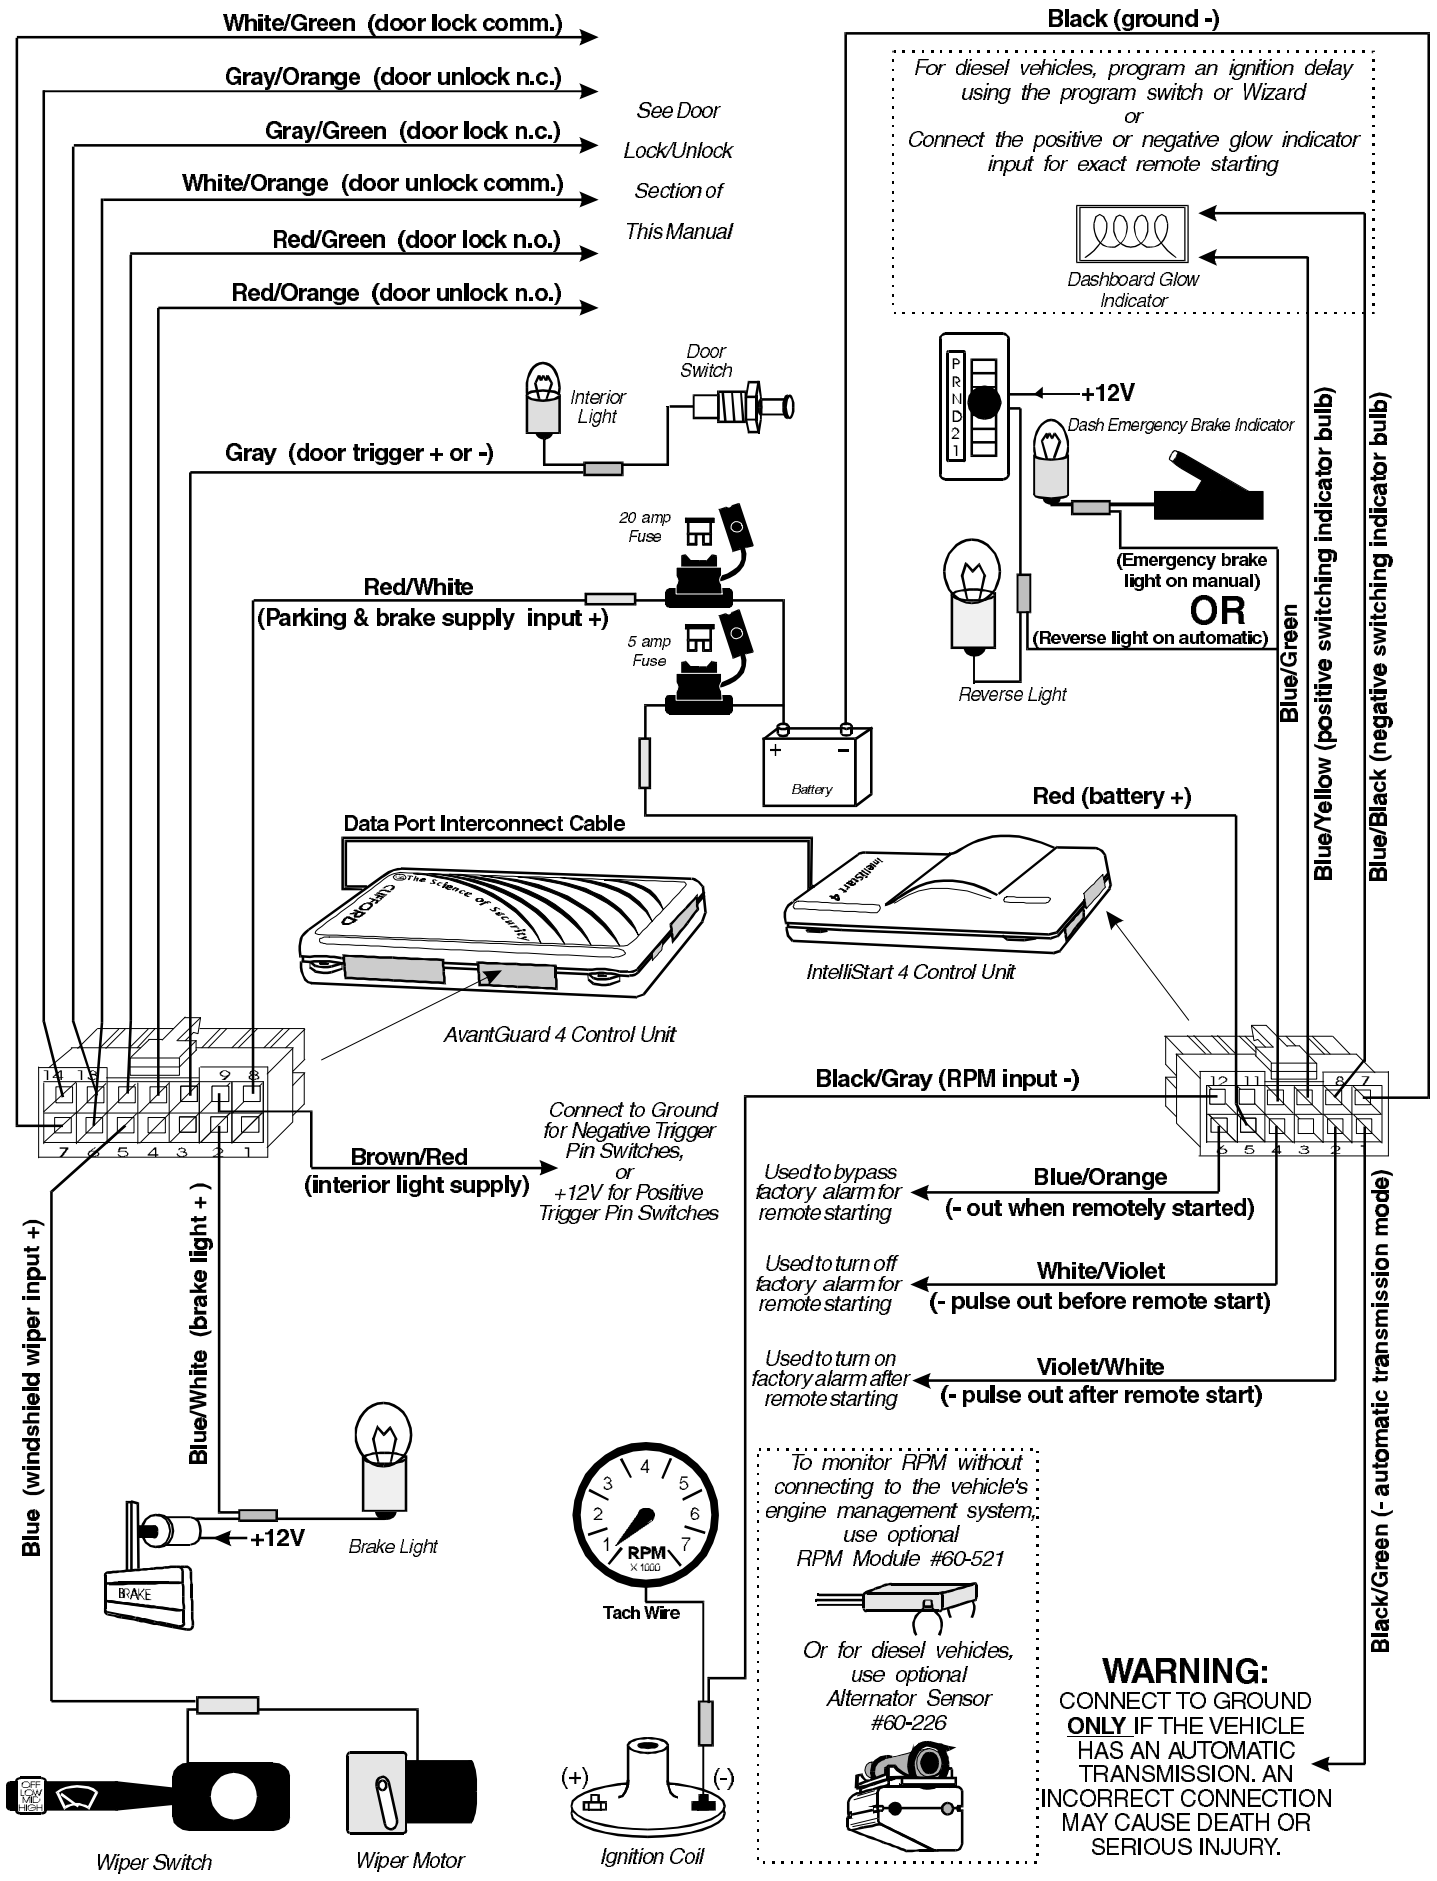 White/Green (door lock comm.)
Gray/Orange (door unlock n.c.)
Gray/Green (door lock n.c.)
White/Orange (door unlock comm.)
Red/Green (door lock n.o.)
Red/Orange (door unlock n.o.)
See Door
Lock/Unlock
Section of
This Manual
Black (ground -)
For diesel vehicles, program an ignition delay
using the program switch or Wizard
or
Connect the positive or negative glow indicator
input for exact remote starting
Dashboard Glow
Indicator
Interior
Light
Door
Switch
Gray (door trigger + or -)
P
R
N
D
2
1
+12V
Dash Emergency Brake Indicator
(Emergency brake
light on manual)
OR
(Reverse light on automatic)
Reverse Light
Blue/Green
Blue/Yellow (positive switching indicator bulb)
Blue/Black (negative switching indicator bulb)
20 amp
Fuse
Red/White
(Parking & brake supply input +)
5 amp
Fuse
+ -
Battery
Red (battery +)
Data Port Interconnect Cable
The Science of Security
CLIFFORD
IntelliStart 4
IntelliStart 4 Control Unit
AvantGuard 4 Control Unit
14 13 9 8
7 6 5 4 3 2 1
Black/Gray (RPM input -)
12 11 8 7
6 5 4 3 2 1
Brown/Red
(interior light supply)
Connect to Ground
for Negative Trigger
Pin Switches,
or
+12V for Positive
Trigger Pin Switches
Used to bypass
factory alarm for
remote starting
Blue/Orange
(- out when remotely started)
Used to turn off
factory alarm for
remote starting
White/Violet
(- pulse out before remote start)
Used to turn on
factory alarm after
remote starting
Violet/White
(- pulse out after remote start)
Black/Green (- automatic transmission mode)
Blue (windshield wiper input +)
Blue/White (brake light +)
+12V
BRAKE
Brake Light
1 2 3 4 5 6 7
RPM
X 1000
Tach Wire
To monitor RPM without
connecting to the vehicle's
engine management system,
use optional
RPM Module #60-521
Or for diesel vehicles,
use optional
Alternator Sensor
#60-226
WARNING:
CONNECT TO GROUND
ONLY IF THE VEHICLE
HAS AN AUTOMATIC
TRANSMISSION. AN
INCORRECT CONNECTION
MAY CAUSE DEATH OR
SERIOUS INJURY.
OFF
LOW
MID
HIGH
Wiper Switch
Wiper Motor
(+) (-)
Ignition Coil